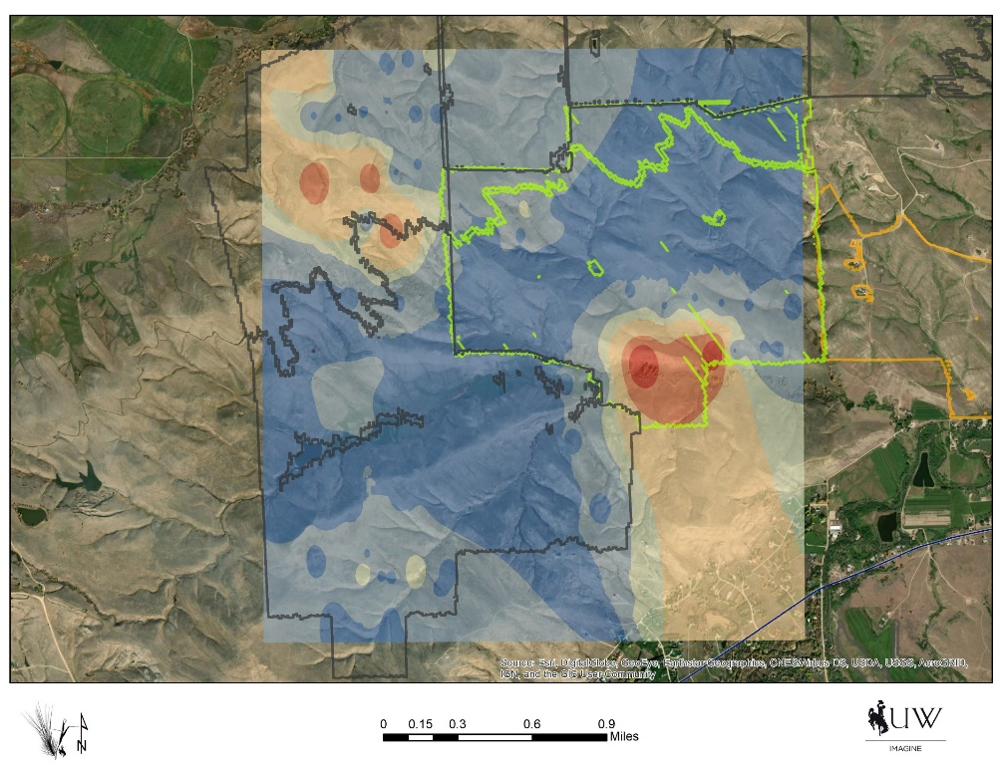 Source: Esri, DigitalGlobe, GeoEye, Earthstar Geographics, CNES/Airbus DS, USDA, USGS, AeroGRID,
IGN, and the GIS User Community
N
0 0.15 0.3 0.6 0.9
Miles
UW
IMAGINE